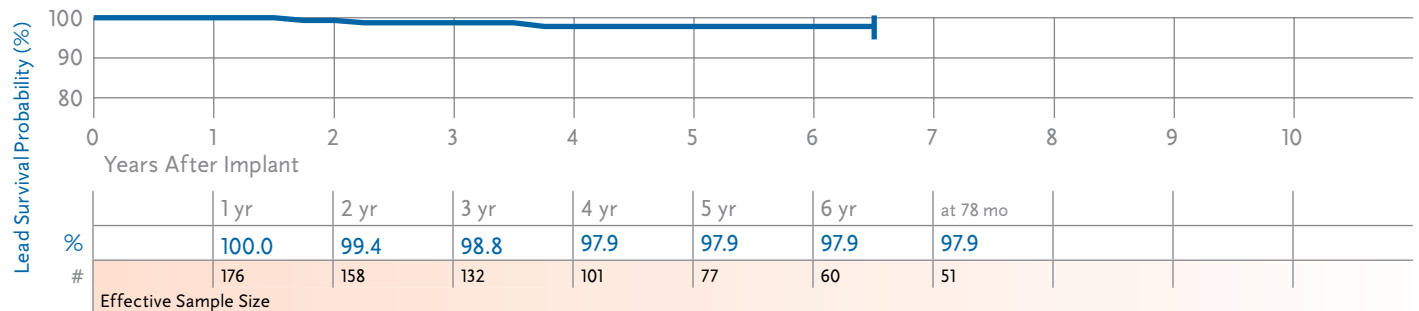 Lead Survival Probability (%)
100
90
80
0 1 2 3 4 5 6 7 8 9 10
Years After Implant
1 yr 2 yr 3 yr 4 yr 5 yr 6 yr at 78 mo
% 100.0 99.4 98.8 97.9 97.9 97.9 97.9
# 176 158 132 101 77 60 51
Effective Sample Size